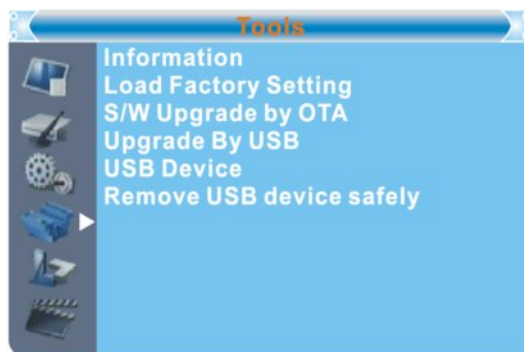 Tools
Information
Load Factory Setting
S/W Upgrade by OTA
Upgrade By USB
USB Device
Remove USB device safely